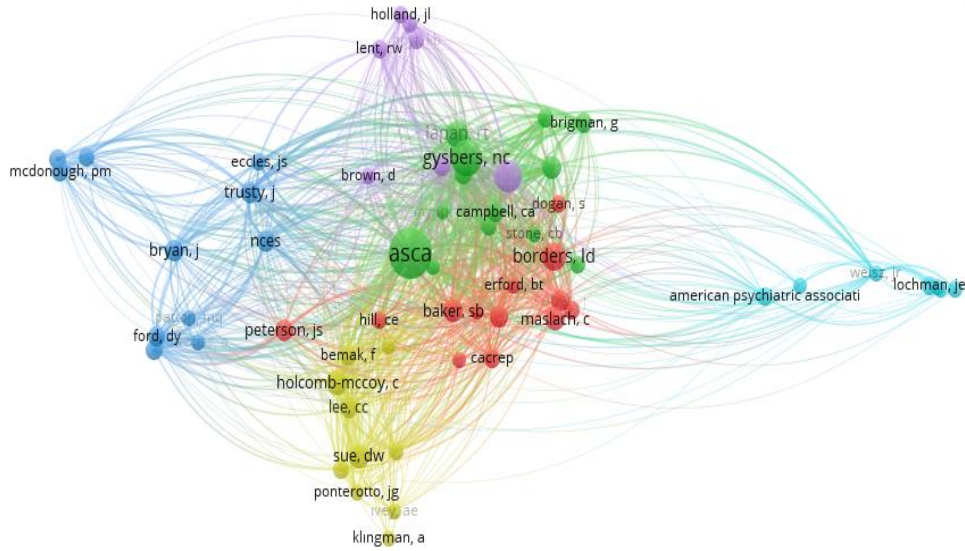 holland, jl
lent, rw
brigman, g
lapan, rt
gysbers, nc
eccles, js
mcdonough, pm
brown, d
trusty, j
dogan, s
campbell, ca
stone, cb
nces
bryan, j
asca
borders, ld
weisz, jr
erford, bt
american psychiatric associati
lochman, je
baker, sb
maslach, c
hill, ce
peterson, js
ford, dy
bemak, f
cacrep
holcomb-mccoy, c
lee, cc
sue, dw
ponterotto, jg
ivey, ae
klingman, a